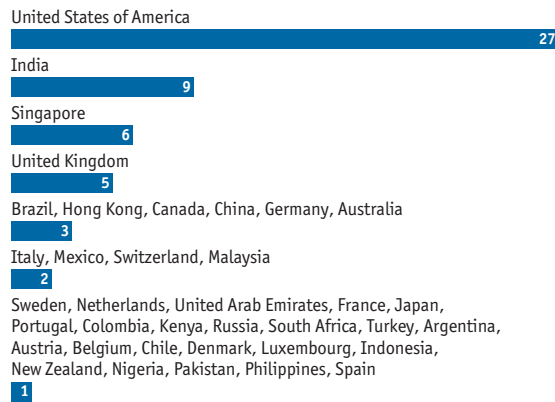 United States of America
27
India
9
Singapore
6
United Kingdom
5
Brazil, Hong Kong, Canada, China, Germany, Australia
3
Italy, Mexico, Switzerland, Malaysia
2
Sweden, Netherlands, United Arab Emirates, France, Japan,
Portugal, Colombia, Kenya, Russia, South Africa, Turkey, Argentina,
Austria, Belgium, Chile, Denmark, Luxembourg, Indonesia,
New Zealand, Nigeria, Pakistan, Philippines, Spain
1